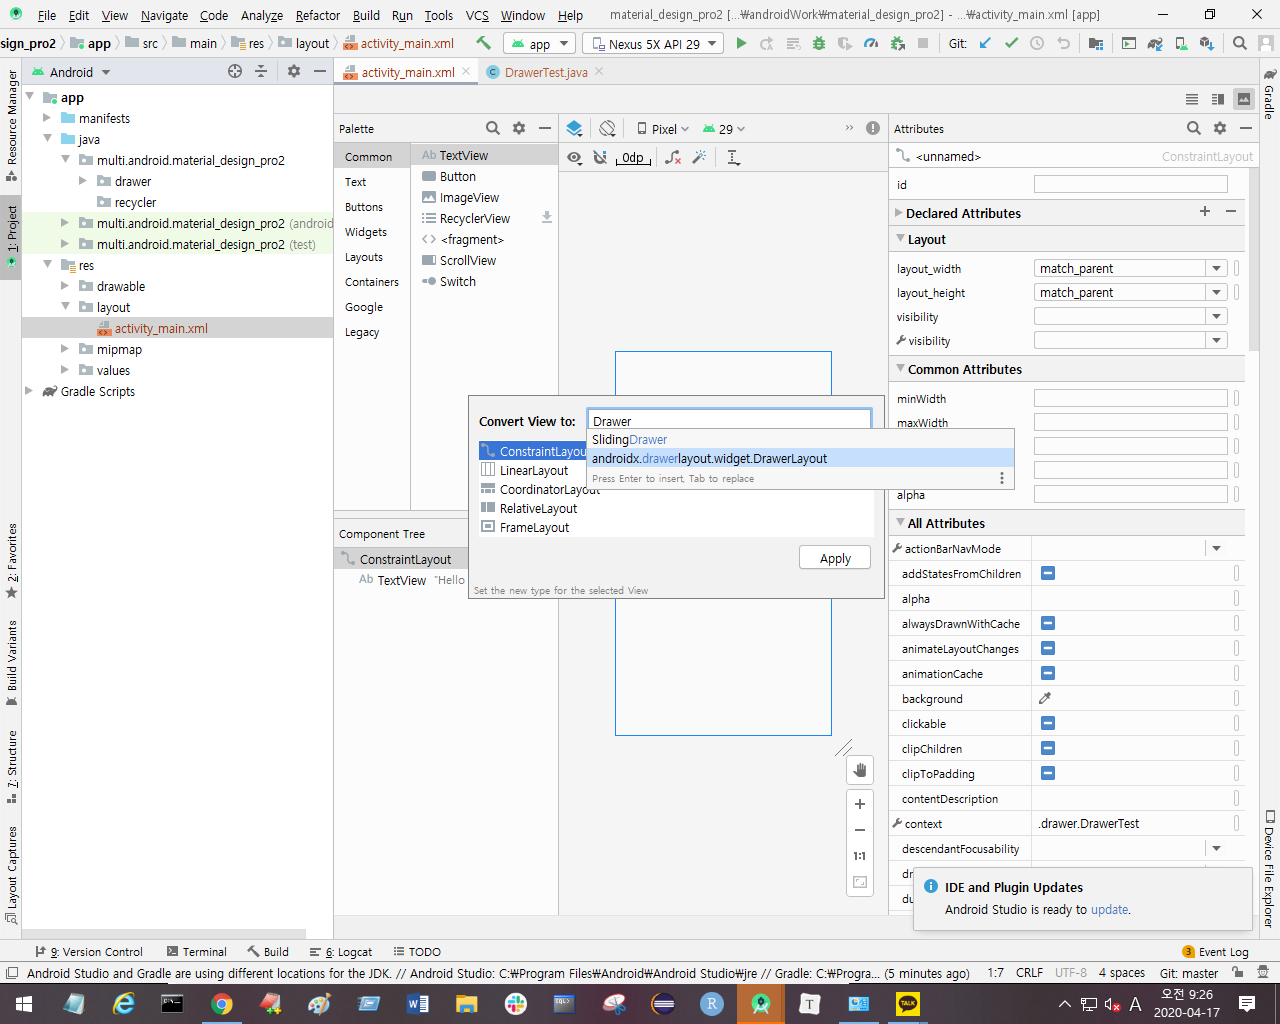 File Edit View Navigate Code Analyze Refactor Build Run Tools VCS Window Help material_design_pro2 [...₩androidWork₩material_design_pro2] - ...₩activity_main.xml [app]
sign_pro2 app src main res layout activity_main.xml app Nexus 5X API 29 Git:
Resource Manager
1: Project
2: Favorites
Build Variants
7: Structure
Layout Captures
Android
app
manifests
java
multi.android.material_design_pro2
drawer
recycler
multi.android.material_design_pro2 (android
multi.android.material_design_pro2 (test)
res
drawable
layout
activity_main.xml
mipmap
values
Gradle Scripts
activity_main.xml
DrawerTest.java
Palette
Common
Text
Buttons
Widgets
Layouts
Containers
Google
Legacy
Ab TextView
Button
ImageView
RecyclerView
<fragment>
ScrollView
Switch
Component Tree
ConstraintLayout
Ab TextView "Hello
Pixel 29 »
0dp
Convert View to: Drawer
SlidingDrawer
androidx.drawerlayout.widget.DrawerLayout
Press Enter to insert, Tab to replace
ConstraintLayou
LinearLayout
CoordinatorLayout
RelativeLayout
FrameLayout
Apply
Set the new type for the selected View
1:1
Attributes
<unnamed> ConstraintLayout
id
Declared Attributes
Layout
layout_width match_parent
layout_height match_parent
visibility
visibility
Common Attributes
minWidth
maxWidth
alpha
All Attributes
actionBarNavMode
addStatesFromChildren
alpha
alwaysDrawnWithCache
animateLayoutChanges
animationCache
background
clickable
clipChildren
clipToPadding
contentDescription
context .drawer.DrawerTest
descendantFocusability
dr
du
IDE and Plugin Updates
Android Studio is ready to update.
Gradle
Device File Explorer
9: Version Control Terminal Build 6: Logcat TODO 3 Event Log
Android Studio and Gradle are using different locations for the JDK. // Android Studio: C:₩Program Files₩Android₩Android Studio₩jre // Gradle: C:₩Progra... (5 minutes ago) 1:7 CRLF UTF-8 4 spaces Git: master
SQL>
R
T
TALK
A
오전 9:26
2020-04-17